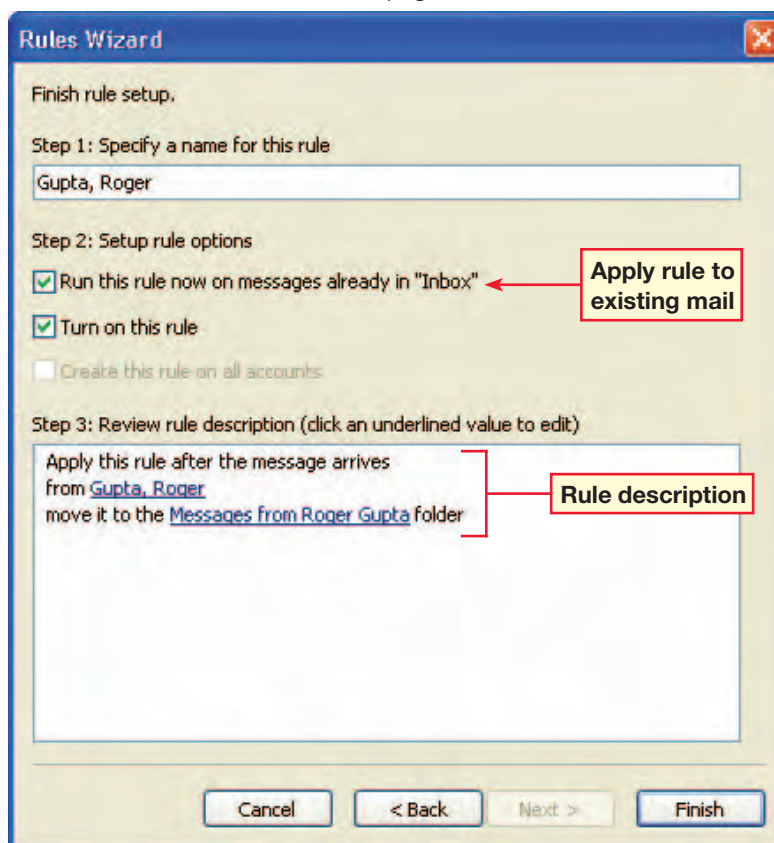 Rules Wizard
Finish rule setup.
Step 1: Specify a name for this rule
Gupta, Roger
Step 2: Setup rule options
Run this rule now on messages already in "Inbox"
Apply rule to
existing mail
Turn on this rule
Create this rule on all accounts
Step 3: Review rule description (click an underlined value to edit)
Apply this rule after the message arrives
from Gupta, Roger
move it to the Messages from Roger Gupta folder
Rule description
Cancel
< Back
Next >
Finish